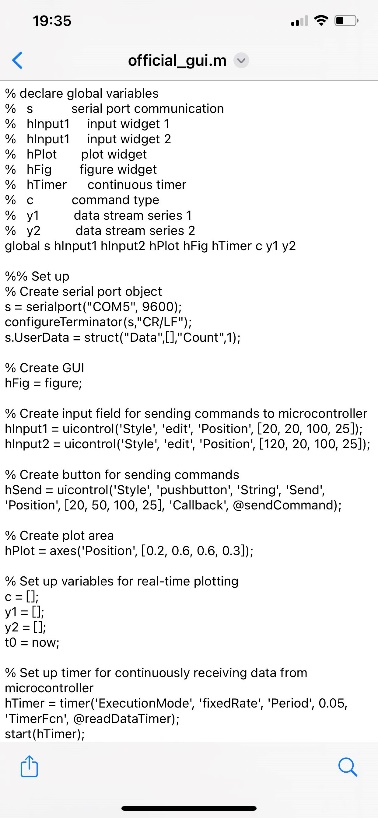 19:35
official_gui.m
% declare global variables
% s serial port communication
% hInput1 input widget 1
% hInput1 input widget 2
% hPlot plot widget
% hFig figure widget
% hTimer continuous timer
% c command type
% y1 data stream series 1
% y2 data stream series 2
global s hInput1 hInput2 hPlot hFig hTimer c y1 y2
%% Set up
% Create serial port object
s = serialport("COM5", 9600);
configureTerminator(s,"CR/LF");
s.UserData = struct("Data",[],"Count",1);
% Create GUI
hFig = figure;
% Create input field for sending commands to microcontroller
hInput1 = uicontrol('Style', 'edit', 'Position', [20, 20, 100, 25]);
hInput2 = uicontrol('Style', 'edit', 'Position', [120, 20, 100, 25]);
% Create button for sending commands
hSend = uicontrol('Style', 'pushbutton', 'String', 'Send',
'Position', [20, 50, 100, 25], 'Callback', @sendCommand);
% Create plot area
hPlot = axes('Position', [0.2, 0.6, 0.6, 0.3]);
% Set up variables for real-time plotting
c = [];
y1 = [];
y2 = [];
t0 = now;
% Set up timer for continuously receiving data from
microcontroller
hTimer = timer('ExecutionMode', 'fixedRate', 'Period', 0.05,
'TimerFcn', @readDataTimer);
start(hTimer);